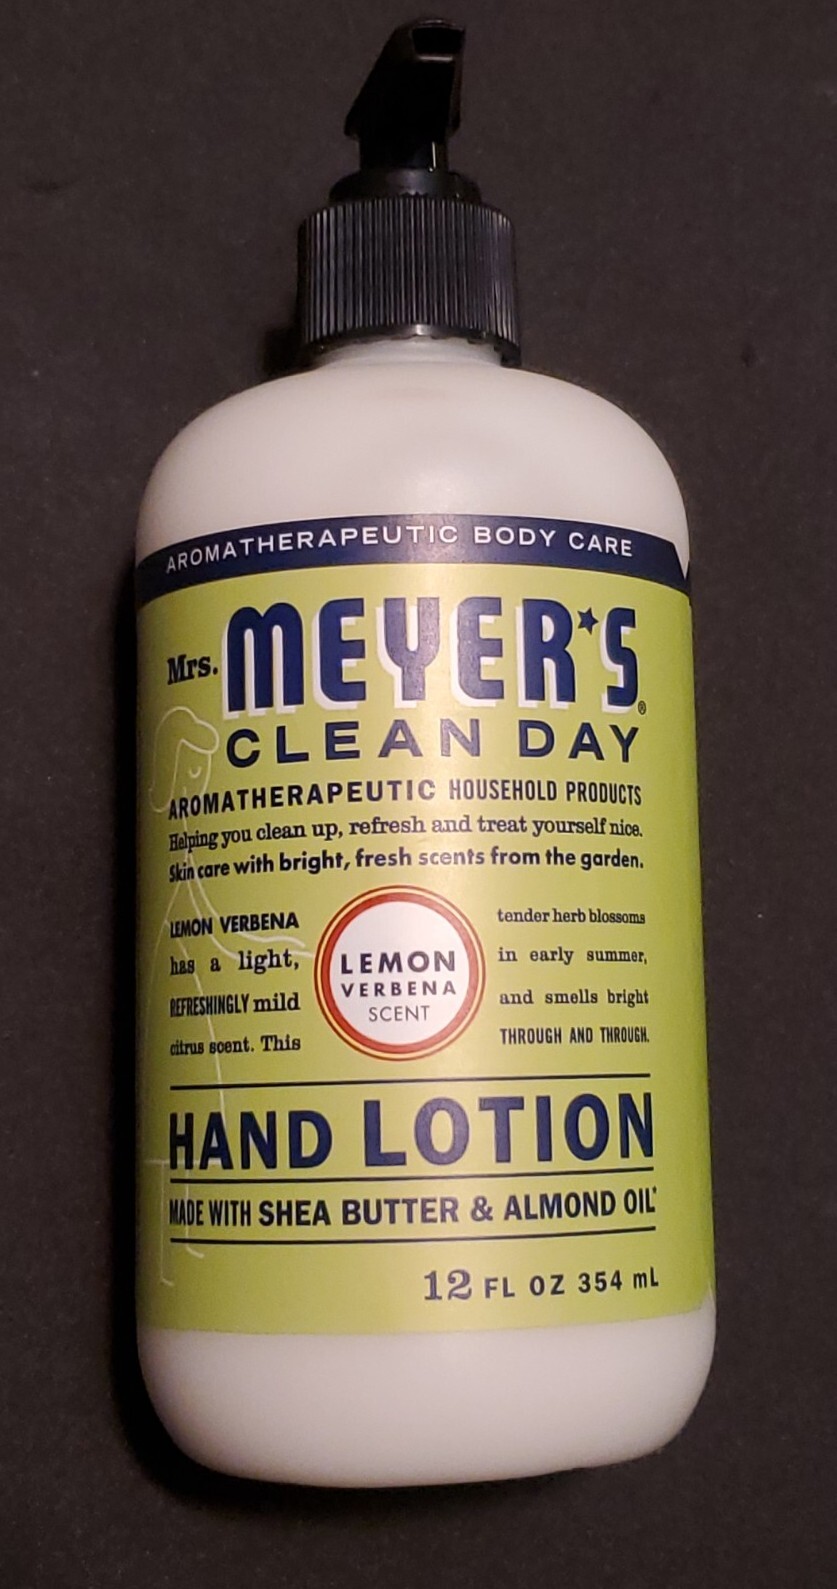 AROMATHERAPEUTIC BODY CARE
Mrs. MEYER'S®
CLEAN DAY
AROMATHERAPEUTIC HOUSEHOLD PRODUCTS
Helping you clean up, refresh and treat yourself nice.
Skin care with bright, fresh scents from the garden.
LEMON VERBENA
has a light,
REFRESHINGLY mild
citrus scent. This
LEMON
VERBENA
SCENT
tender herb blossoms
in early summer,
and smells bright
THROUGH AND THROUGH.
HAND LOTION
MADE WITH SHEA BUTTER & ALMOND OIL*
12 FL OZ 354 mL